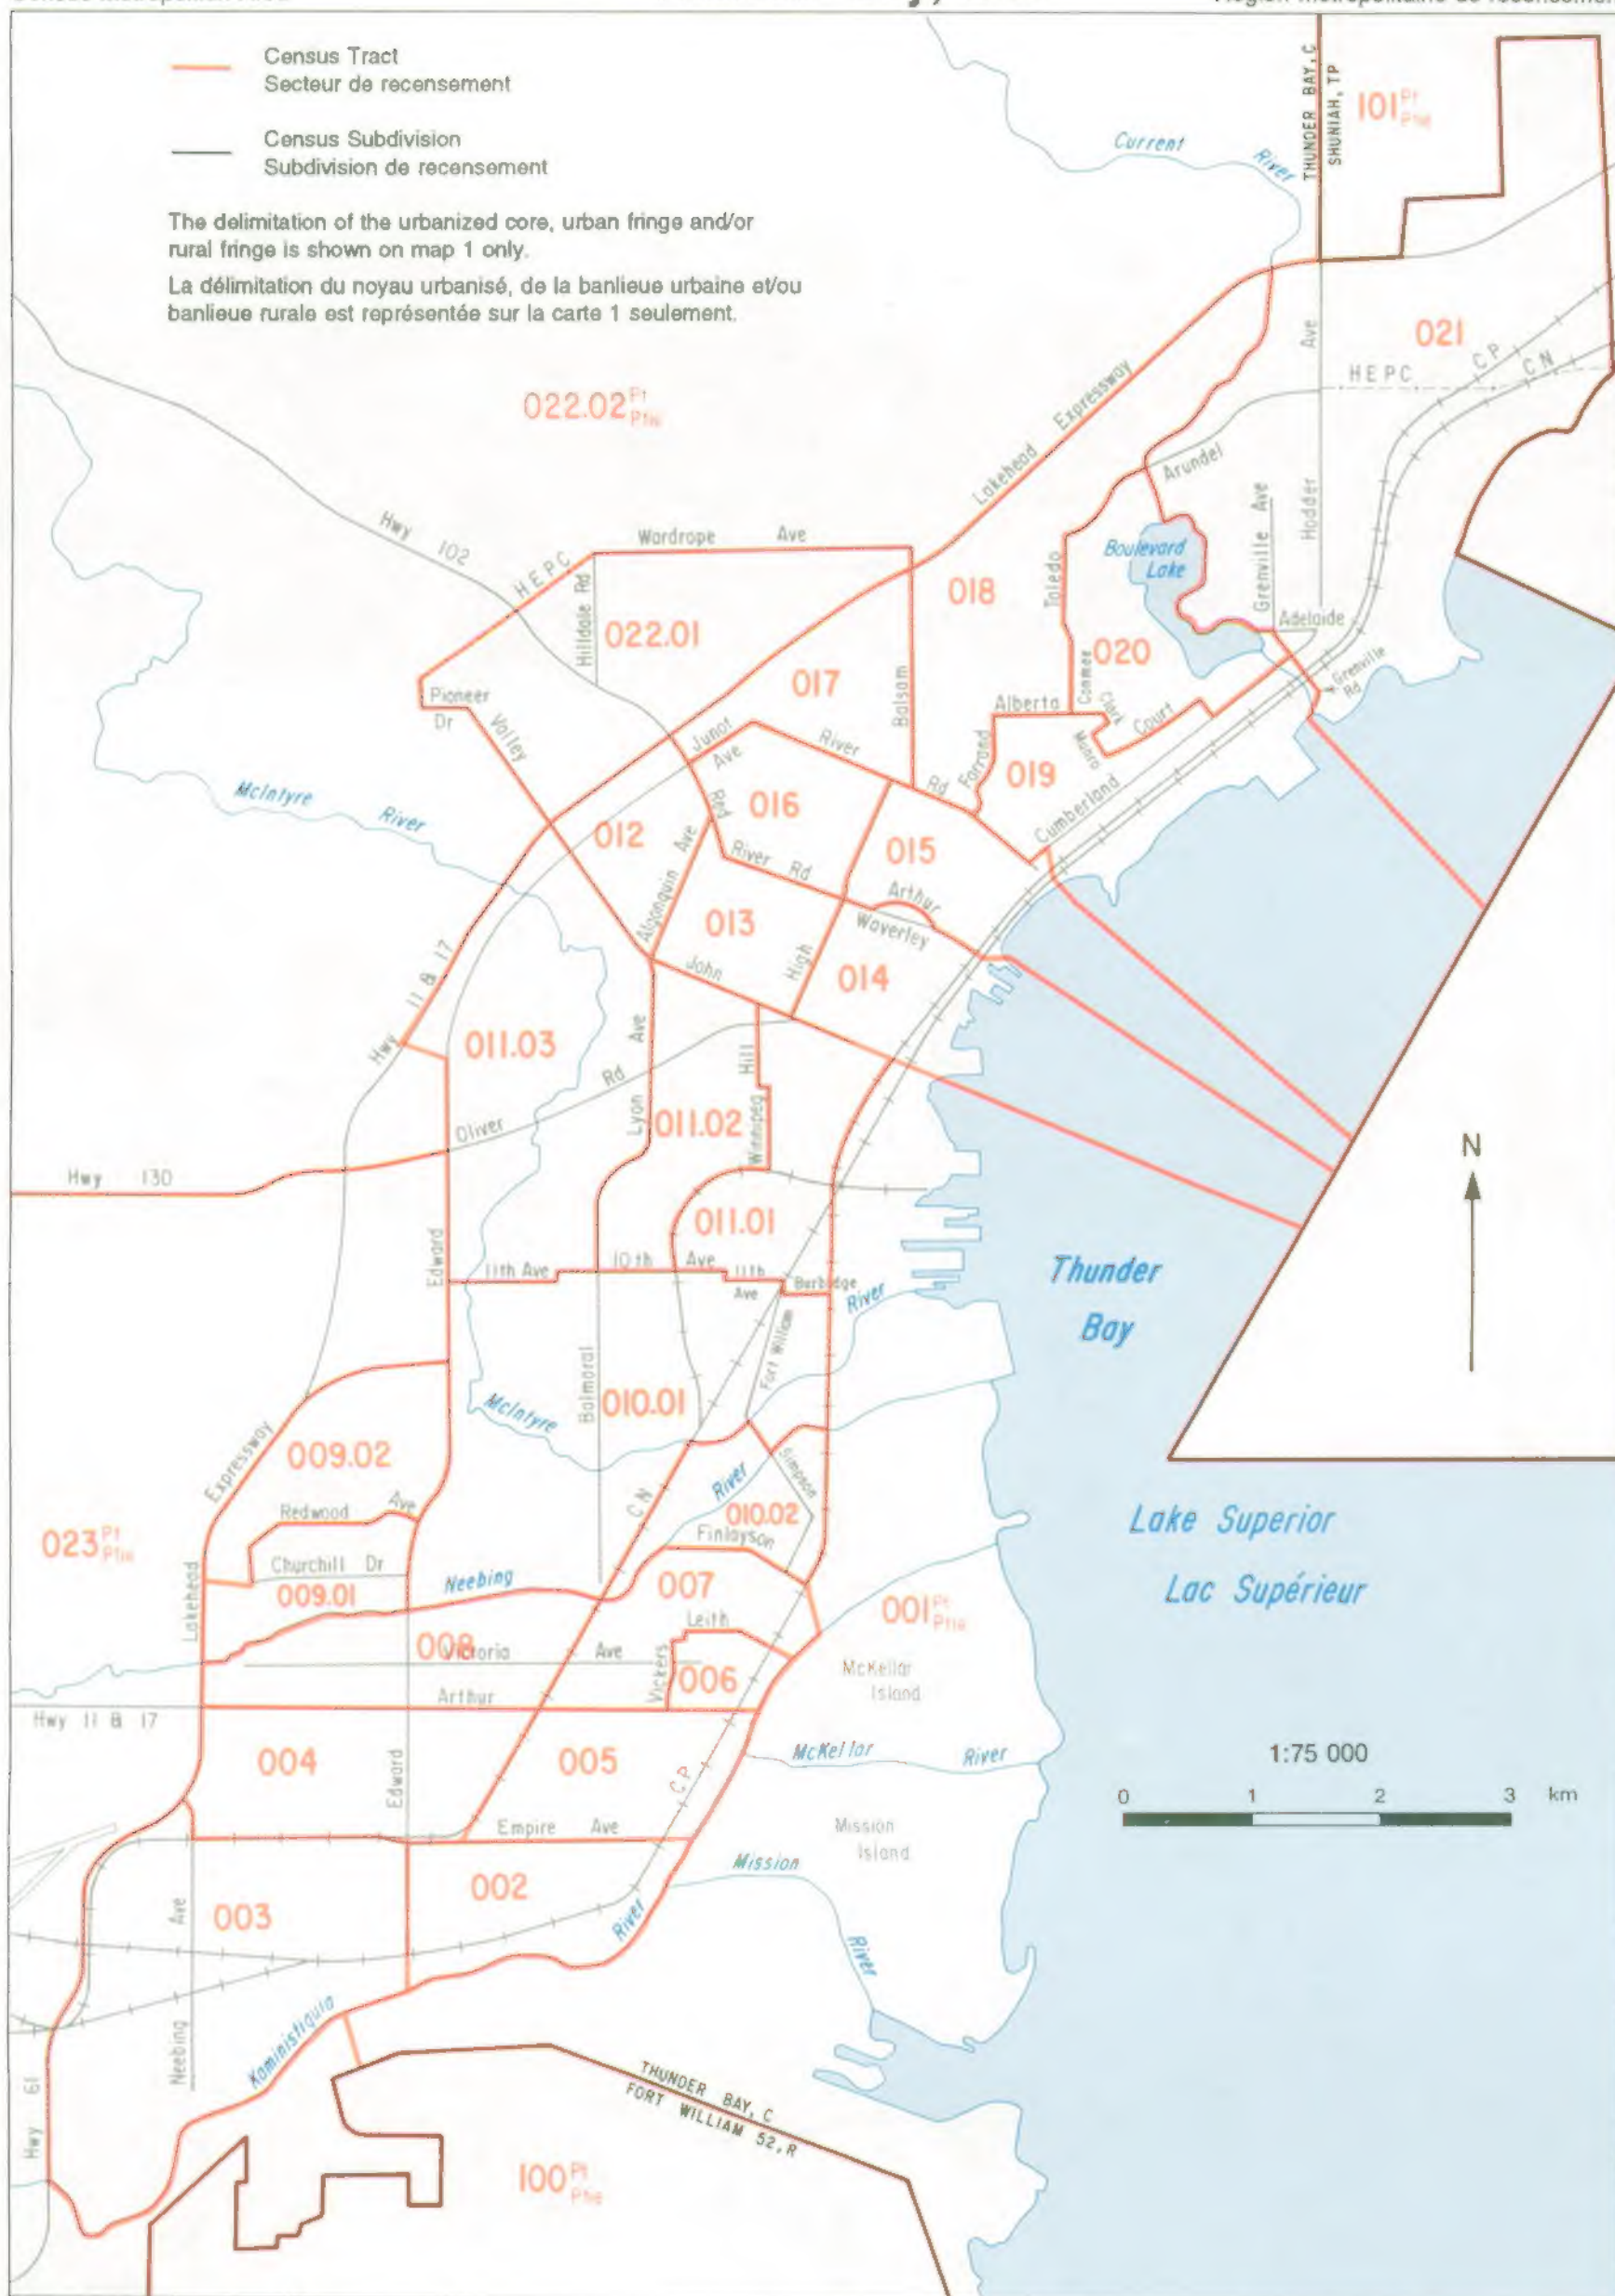 Census Tract
Secteur de recensement
Census Subdivision
Subdivision de recensement
The delimitation of the urbanized core, urban fringe and/or
rural fringe is shown on map 1 only.
La délimitation du noyau urbanisé, de la banlieue urbaine et/ou
banlieue rurale est représentée sur la carte 1 seulement.
THUNDER BAY, C
SHUNIAH, TP
101 Pt
Ptie
Current River
021
Ave
HEPC
CP
CN
022.02 Pt
Ptie
Lakehead Expressway
Arundel
Grenville Ave
Hodder
Hwy 102
HEPC
Wardrope Ave
Hilldale Rd
022.01
018
Toledo
Boulevard
Lake
Adelaide
020
Grenville
Rd
Conmee
Clark
Court
Alberta
Munro
Pioneer
Dr
Valley
017
Balsam
Junot
Ave
River
Rd
Farrand
019
Cumberland
McIntyre River
012
016
Red
River Rd
Algonquin Ave
015
Arthur
Waverley
013
John
High
014
Hwy 11 & 17
011.03
Lyon Ave
Hill
Winnipeg
011.02
Oliver Rd
Hwy 130
N
011.01
Edward
11th Ave
10th Ave
11th
Ave
Burbidge
River
Thunder
Bay
Fort William
Balmoral
010.01
McIntyre
River
CN
Simpson
010.02
Finlayson
009.02
Expressway
Redwood Ave
Churchill Dr
009.01
023 Pt
Ptie
Lakehead
Neebing
007
Leith
001 Pt
Ptie
Lake Superior
Lac Supérieur
008
Victoria Ave
Vickers
006
McKellar
Island
Arthur
Hwy 11 & 17
004
Edward
005
CP
McKellar River
Empire Ave
Mission
Island
1:75 000
0 1 2 3 km
Mission
River
002
003
Neebing Ave
River
Kaministiquia
Hwy 61
THUNDER BAY, C
FORT WILLIAM 52, R
100 Pt
Ptie